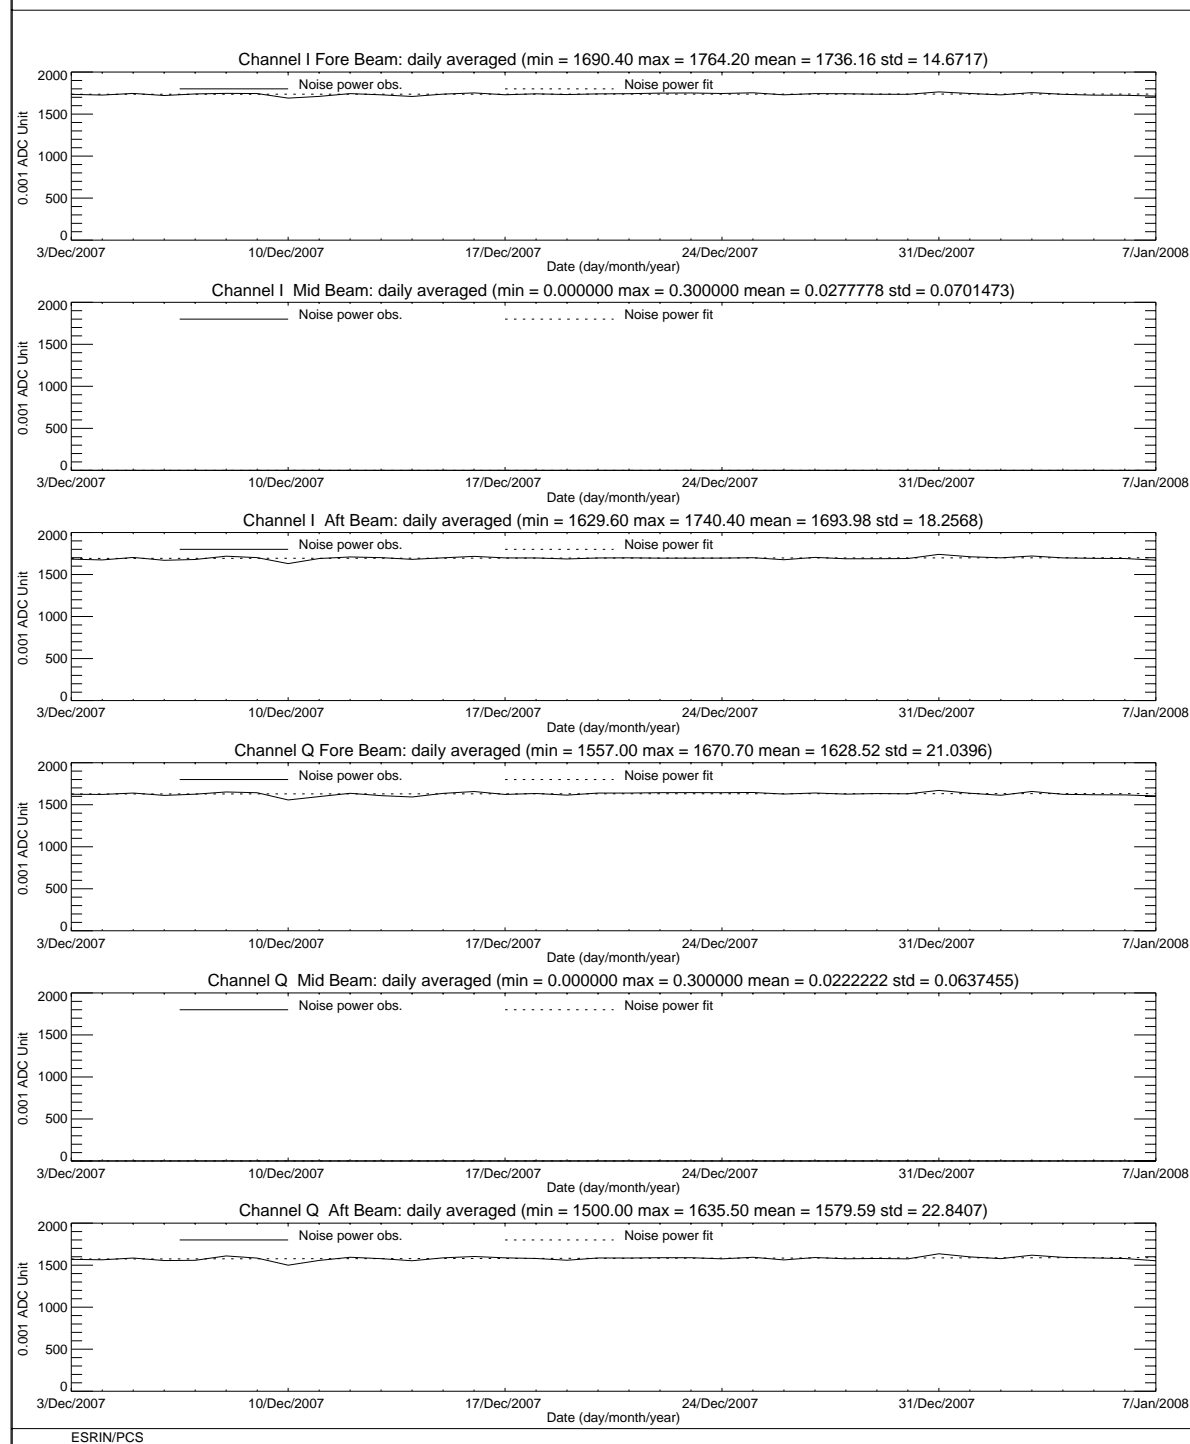 Channel I Fore Beam: daily averaged (min = 1690.40 max = 1764.20 mean = 1736.16 std = 14.6717)
Noise power obs. Noise power fit
2000
1500
1000
500
0
0.001 ADC Unit
3/Dec/2007 10/Dec/2007 17/Dec/2007 24/Dec/2007 31/Dec/2007 7/Jan/2008
Date (day/month/year)
Channel I Mid Beam: daily averaged (min = 0.000000 max = 0.300000 mean = 0.0277778 std = 0.0701473)
Noise power obs. Noise power fit
2000
1500
1000
500
0
0.001 ADC Unit
3/Dec/2007 10/Dec/2007 17/Dec/2007 24/Dec/2007 31/Dec/2007 7/Jan/2008
Date (day/month/year)
Channel I Aft Beam: daily averaged (min = 1629.60 max = 1740.40 mean = 1693.98 std = 18.2568)
Noise power obs. Noise power fit
2000
1500
1000
500
0
0.001 ADC Unit
3/Dec/2007 10/Dec/2007 17/Dec/2007 24/Dec/2007 31/Dec/2007 7/Jan/2008
Date (day/month/year)
Channel Q Fore Beam: daily averaged (min = 1557.00 max = 1670.70 mean = 1628.52 std = 21.0396)
Noise power obs. Noise power fit
2000
1500
1000
500
0
0.001 ADC Unit
3/Dec/2007 10/Dec/2007 17/Dec/2007 24/Dec/2007 31/Dec/2007 7/Jan/2008
Date (day/month/year)
Channel Q Mid Beam: daily averaged (min = 0.000000 max = 0.300000 mean = 0.0222222 std = 0.0637455)
Noise power obs. Noise power fit
2000
1500
1000
500
0
0.001 ADC Unit
3/Dec/2007 10/Dec/2007 17/Dec/2007 24/Dec/2007 31/Dec/2007 7/Jan/2008
Date (day/month/year)
Channel Q Aft Beam: daily averaged (min = 1500.00 max = 1635.50 mean = 1579.59 std = 22.8407)
Noise power obs. Noise power fit
2000
1500
1000
500
0
0.001 ADC Unit
3/Dec/2007 10/Dec/2007 17/Dec/2007 24/Dec/2007 31/Dec/2007 7/Jan/2008
Date (day/month/year)
ESRIN/PCS